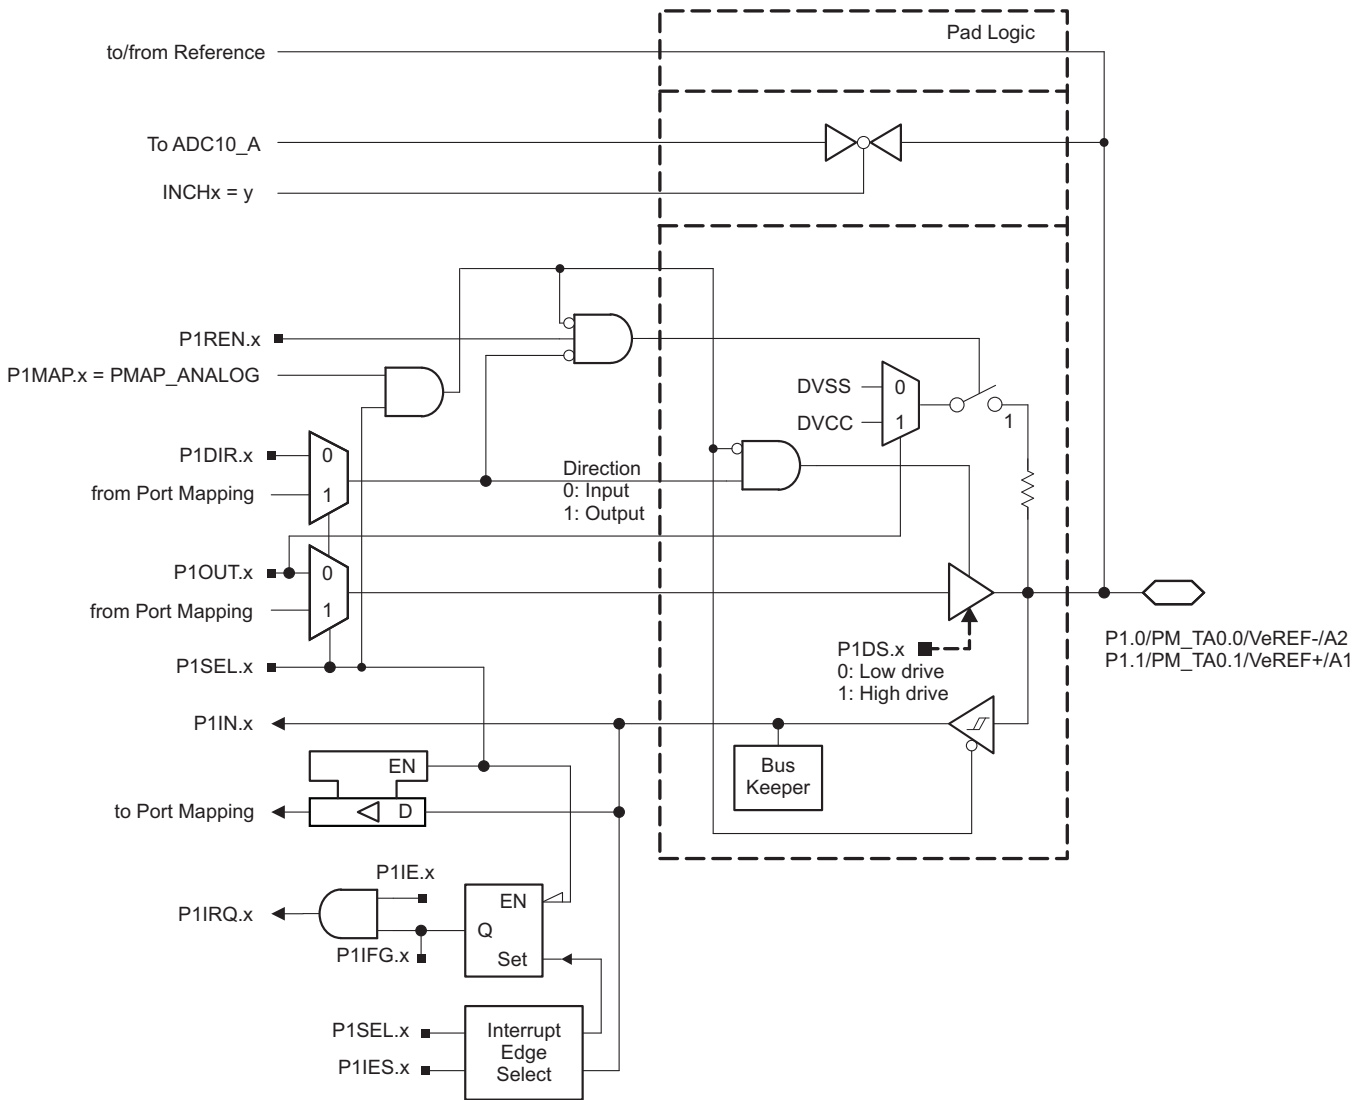 Pad Logic
to/from Reference
To ADC10_A
INCHx = y
P1REN.x
P1MAP.x = PMAP_ANALOG
DVSS
0
DVCC
1
1
P1DIR.x
0
from Port Mapping
1
Direction
0: Input
1: Output
P1OUT.x
0
from Port Mapping
1
P1SEL.x
P1DS.x
0: Low drive
1: High drive
P1.0/PM_TA0.0/VeREF-/A2
P1.1/PM_TA0.1/VeREF+/A1
P1IN.x
EN
Bus
Keeper
to Port Mapping
D
P1IE.x
EN
P1IRQ.x
Q
P1IFG.x
Set
P1SEL.x
P1IES.x
Interrupt
Edge
Select